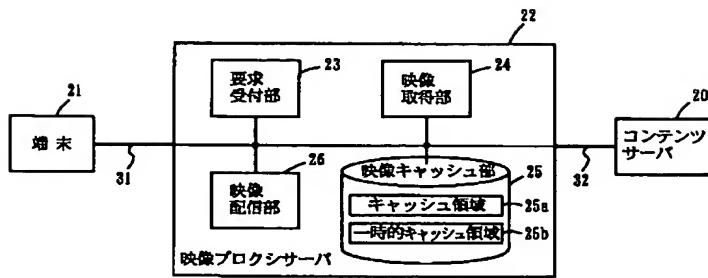 22
23
24
21
20
要求
受付部
映像
取得部
端末
コンテンツ
サーバ
31
26
32
映像
配信部
映像キャッシュ部
25
キャッシュ領域
25a
一時的キャッシュ領域
25b
映像プロクシサーバ